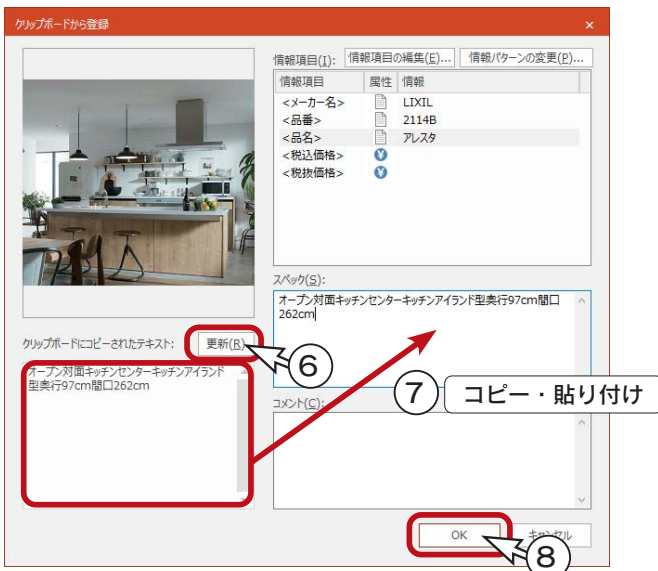 クリップボードから登録
×
情報項目(I): 情報項目の編集(E)... 情報パターンの変更(P)...
情報項目 属性 情報
<メーカー名> LIXIL
<品番> 2114B
<品名> アレスタ
<税込価格> ¥
<税抜価格> ¥
スペック(S):
オープン対面キッチンセンターキッチンアイランド型奥行97cm間口
262cm
クリップボードにコピーされたテキスト: 更新(R)
⑥
オープン対面キッチンセンターキッチンアイランド
型奥行97cm間口262cm
⑦ コピー・貼り付け
コメント(C):
OK キャンセル
⑧